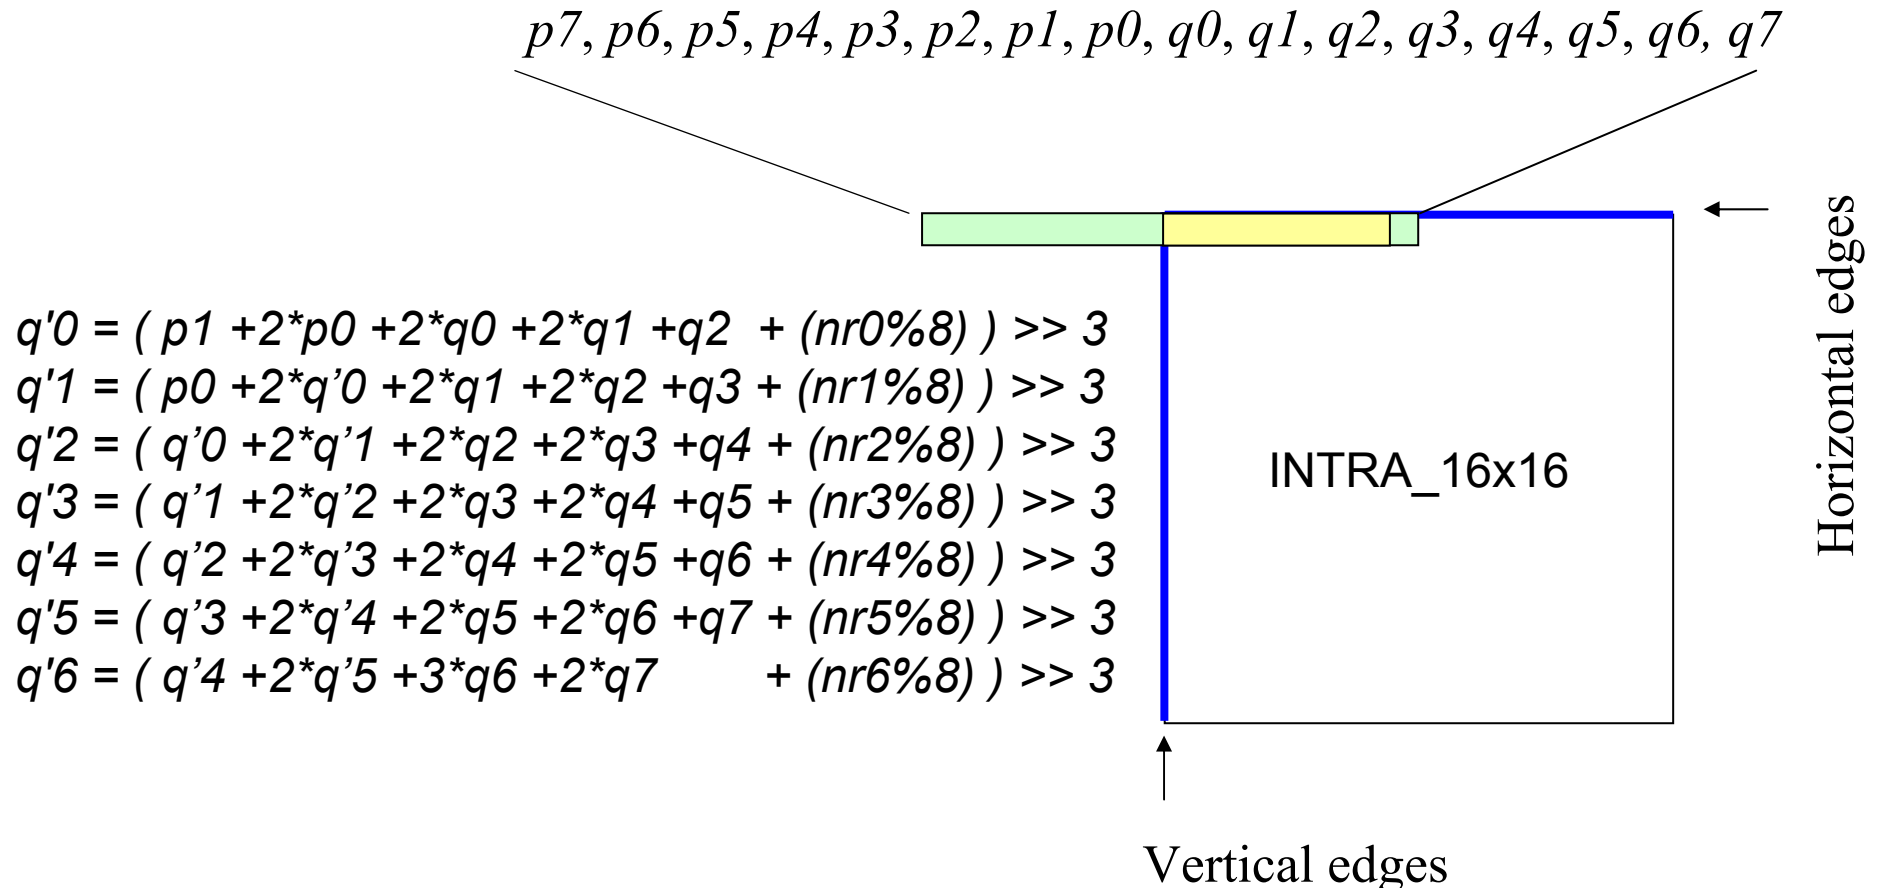 p7, p6, p5, p4, p3, p2, p1, p0, q0, q1, q2, q3, q4, q5, q6, q7
q'0 = ( p1 +2*p0 +2*q0 +2*q1 +q2 + (nr0%8) ) >> 3
q'1 = ( p0 +2*q’0 +2*q1 +2*q2 +q3 + (nr1%8) ) >> 3
q'2 = ( q’0 +2*q’1 +2*q2 +2*q3 +q4 + (nr2%8) ) >> 3
q'3 = ( q’1 +2*q’2 +2*q3 +2*q4 +q5 + (nr3%8) ) >> 3
q'4 = ( q’2 +2*q’3 +2*q4 +2*q5 +q6 + (nr4%8) ) >> 3
q'5 = ( q’3 +2*q’4 +2*q5 +2*q6 +q7 + (nr5%8) ) >> 3
q'6 = ( q’4 +2*q’5 +3*q6 +2*q7 + (nr6%8) ) >> 3
INTRA_16x16
Horizontal edges
Vertical edges